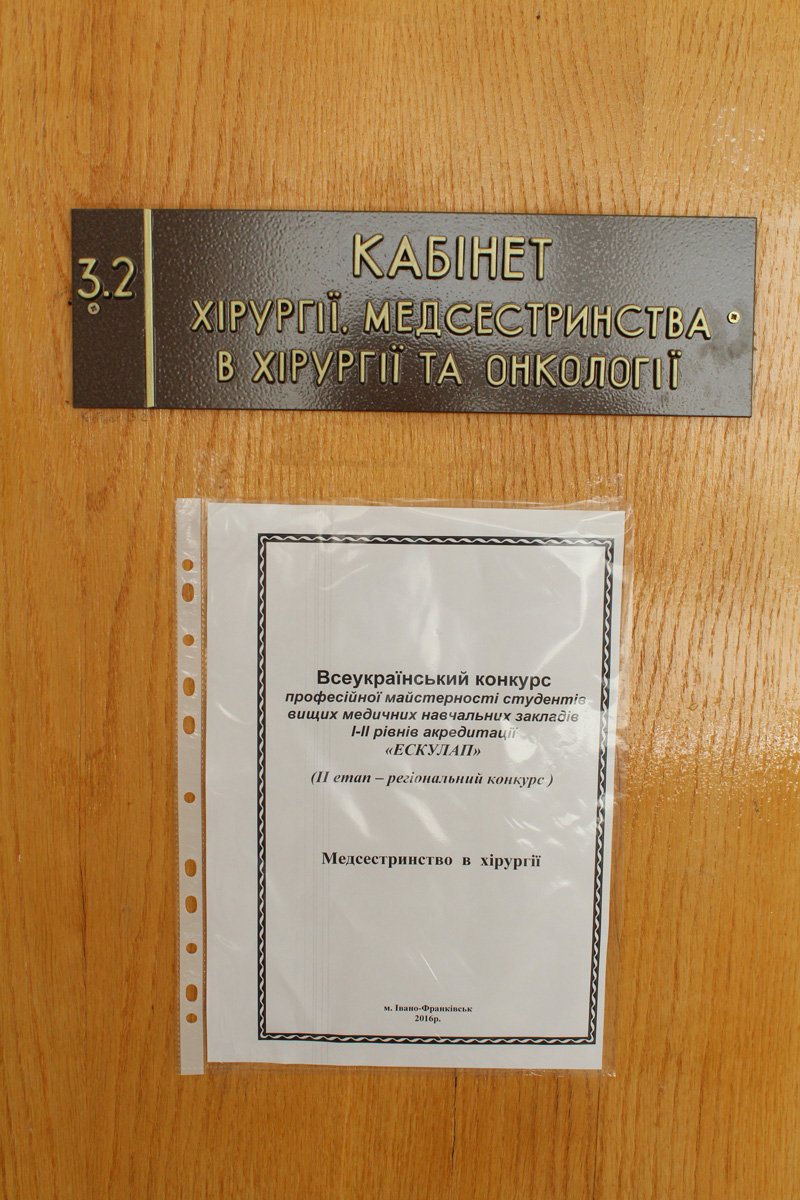 3.2
КАБІНЕТ
ХІРУРГІЇ, МЕДСЕСТРИНСТВА
В ХІРУРГІЇ ТА ОНКОЛОГІЇ
Всеукраїнський конкурс
професійної майстерності студентів
вищих медичних навчальних закладів
І-ІІ рівнів акредитації
«ЕСКУЛАП»
(ІІ етап – регіональний конкурс )
Медсестринство в хірургії
м. Івано-Франківськ
2016р.